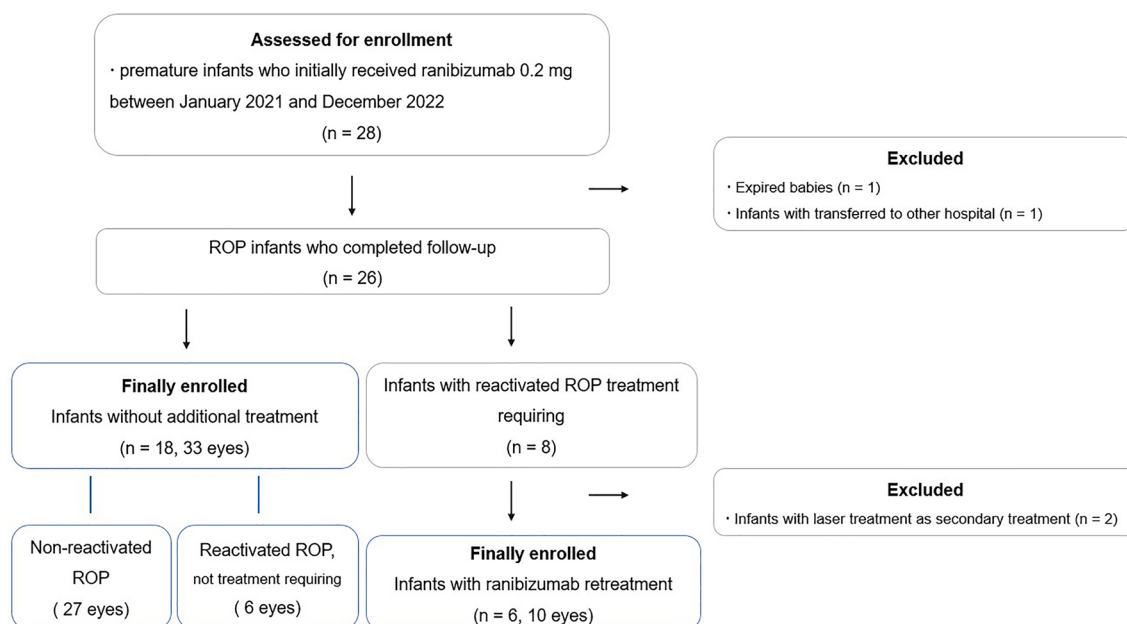 Assessed for enrollment
· premature infants who initially received ranibizumab 0.2 mg
between January 2021 and December 2022
(n = 28)
Excluded
· Expired babies (n = 1)
· Infants with transferred to other hospital (n = 1)
ROP infants who completed follow-up
(n = 26)
Finally enrolled
Infants without additional treatment
(n = 18, 33 eyes)
Infants with reactivated ROP treatment
requiring
(n = 8)
Excluded
· Infants with laser treatment as secondary treatment (n = 2)
Non-reactivated
ROP
( 27 eyes)
Reactivated ROP,
not treatment requiring
( 6 eyes)
Finally enrolled
Infants with ranibizumab retreatment
(n = 6, 10 eyes)